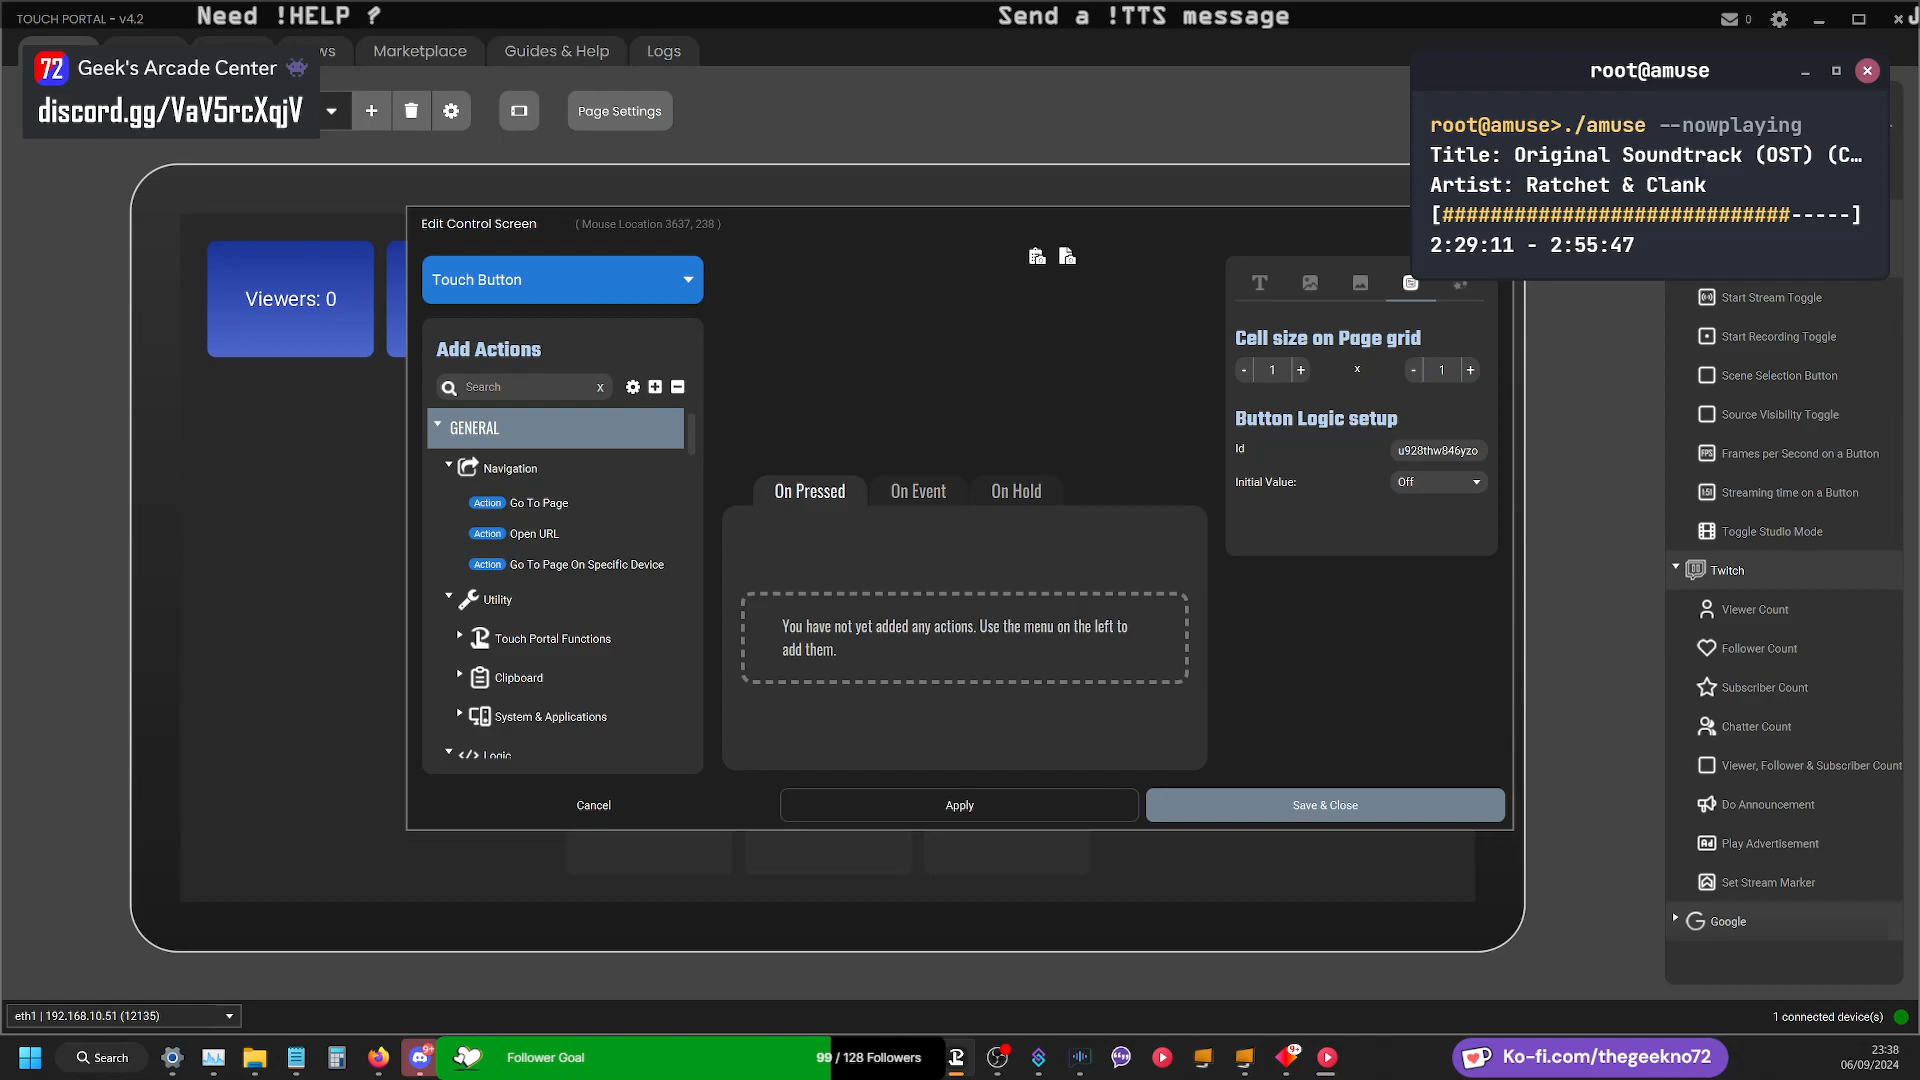 TOUCH PORTAL - v4.2
Need !HELP ?
Send a !TTS message
0
Marketplace
Guides & Help
Logs
72 Geek's Arcade Center
discord.gg/VaV5rcXqjV
Page Settings
root@amuse
root@amuse>./amuse --nowplaying
Title: Original Soundtrack (OST) (C…
Artist: Ratchet & Clank
[#############################-----]
2:29:11 - 2:55:47
Viewers: 0
Edit Control Screen
( Mouse Location 3637, 238 )
Touch Button
Add Actions
Search
x
GENERAL
Navigation
Action Go To Page
Action Open URL
Action Go To Page On Specific Device
Utility
Touch Portal Functions
Clipboard
System & Applications
Logic
On Pressed
On Event
On Hold
You have not yet added any actions. Use the menu on the left to
add them.
Cell size on Page grid
- 1 + x - 1 +
Button Logic setup
Id u928thw846yzo
Initial Value: Off
Cancel
Apply
Save & Close
Start Stream Toggle
Start Recording Toggle
Scene Selection Button
Source Visibility Toggle
FPS Frames per Second on a Button
Streaming time on a Button
Toggle Studio Mode
Twitch
Viewer Count
Follower Count
Subscriber Count
Chatter Count
Viewer, Follower & Subscriber Count
Do Announcement
Ad Play Advertisement
Set Stream Marker
Google
eth1 | 192.168.10.51 (12135)
1 connected device(s)
Search
9+
Follower Goal
99 / 128 Followers
9+
Ko-fi.com/thegeekno72
23:38
06/09/2024